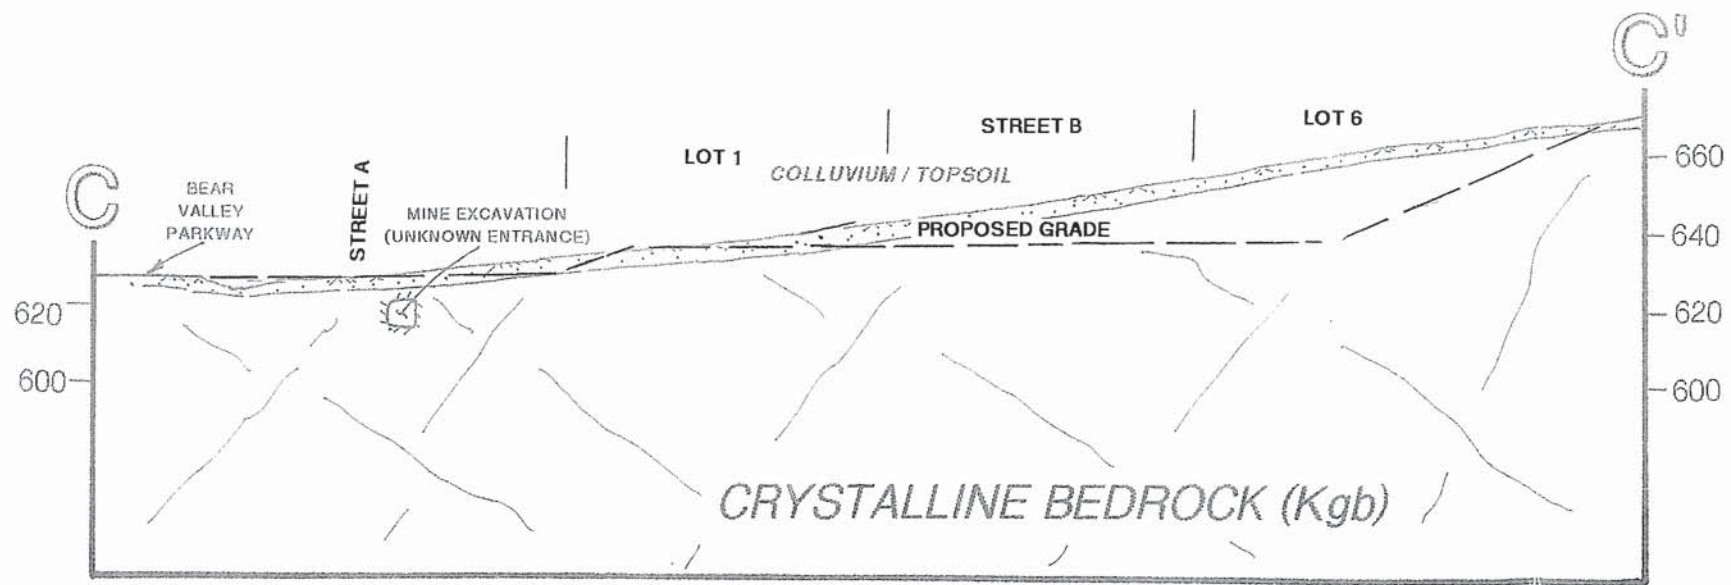 C
C'
BEAR
VALLEY
PARKWAY
STREET A
MINE EXCAVATION
(UNKNOWN ENTRANCE)
LOT 1
COLLUVIUM / TOPSOIL
STREET B
PROPOSED GRADE
LOT 6
620
600
660
640
620
600
CRYSTALLINE BEDROCK (Kgb)